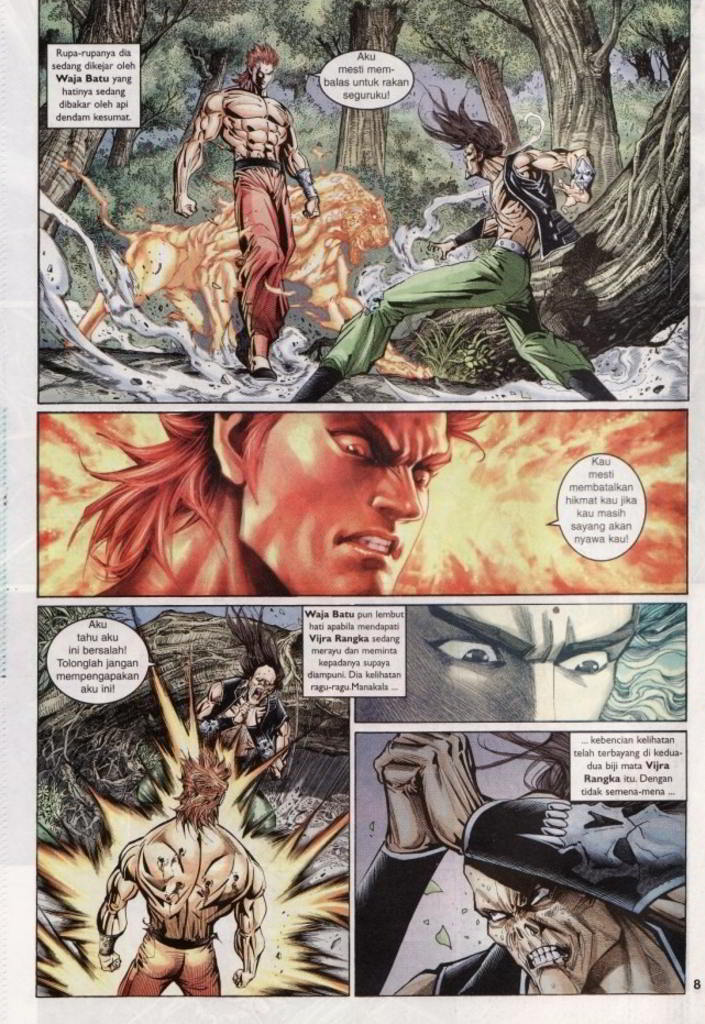 Rupa-rupanya dia
sedang dikejar oleh
Waja Batu yang
hatinya sedang
dibakar oleh api
dendam kesumat.
Aku
mesti mem-
balas untuk rakan
seguruku!
Kau
mesti
membatalkan
hikmat kau jika
kau masih
sayang akan
nyawa kau!
Aku
tahu aku
ini bersalah!
Tolonglah jangan
mempengapakan
aku ini!
Waja Batu pun lembut
hati apabila mendapati
Vijra Rangka sedang
merayu dan meminta
kepadanya supaya
diampuni. Dia kelihatan
ragu-ragu.Manakala ...
... kebencian kelihatan
telah terbayang di kedua-
dua biji mata Vijra
Rangka itu. Dengan
tidak semena-mena ...
8